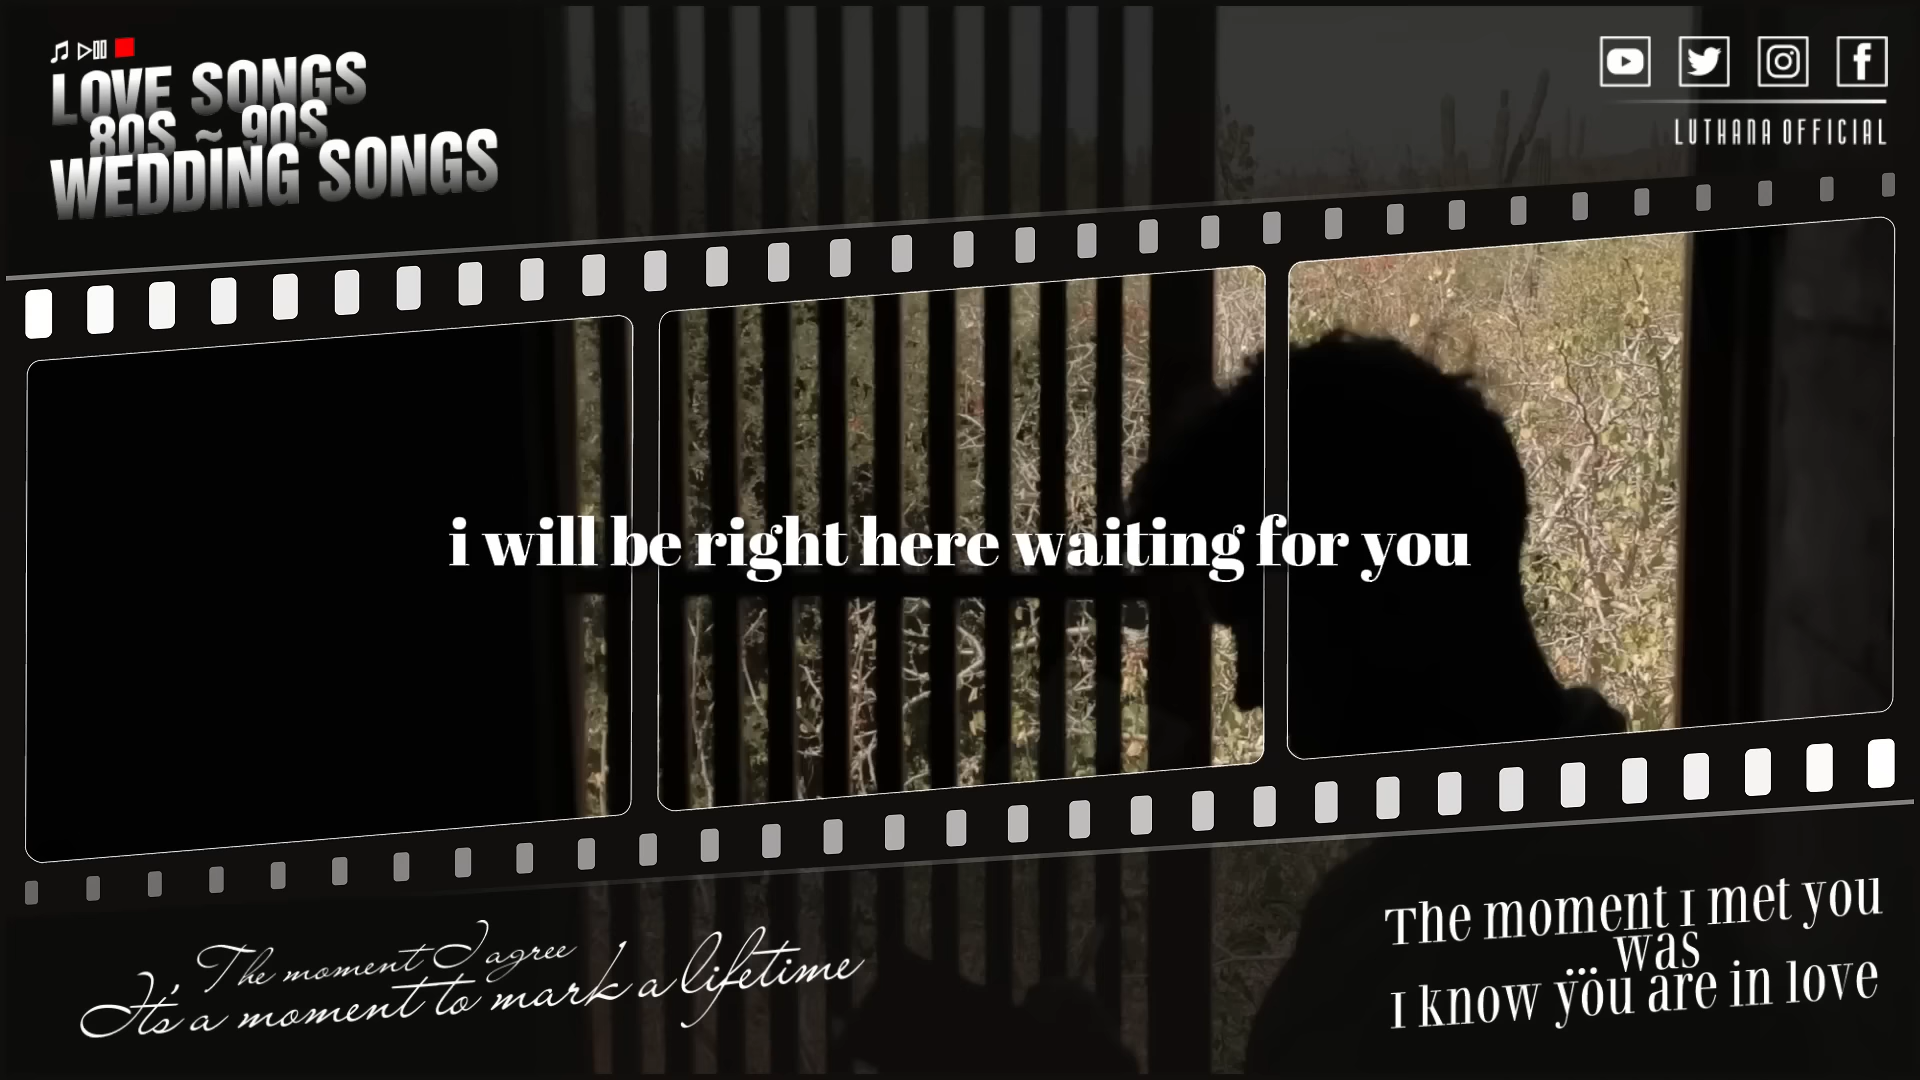 LOVE SONGS
80S ~ 90S
WEDDING SONGS
LUTHANA OFFICIAL
i will be right here waiting for you
The moment I agree
It's a moment to mark a lifetime
The moment I met you
was
I know yöu are in love